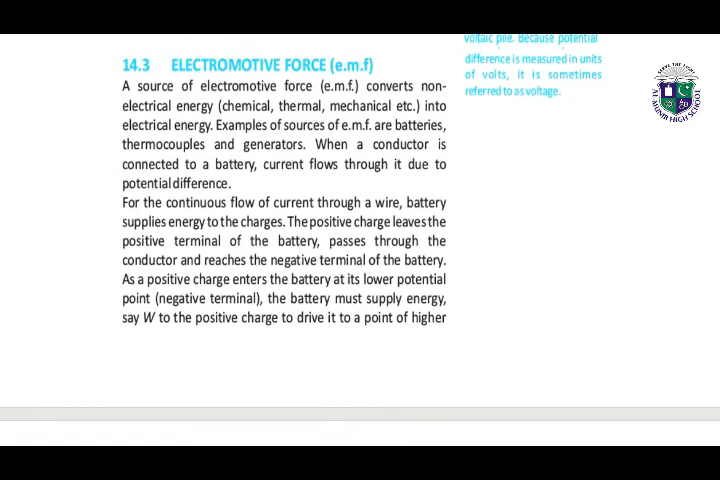 voltaic pile. Because potential
difference is measured in units
of volts, it is sometimes
referred to as voltage.
14.3 ELECTROMOTIVE FORCE (e.m.f)
A source of electromotive force (e.m.f.) converts non-
electrical energy (chemical, thermal, mechanical etc.) into
electrical energy. Examples of sources of e.m.f. are batteries,
thermocouples and generators. When a conductor is
connected to a battery, current flows through it due to
potential difference.
For the continuous flow of current through a wire, battery
supplies energy to the charges. The positive charge leaves the
positive terminal of the battery, passes through the
conductor and reaches the negative terminal of the battery.
As a positive charge enters the battery at its lower potential
point (negative terminal), the battery must supply energy,
say W to the positive charge to drive it to a point of higher
AL-MUNIR HIGH SCHOOL